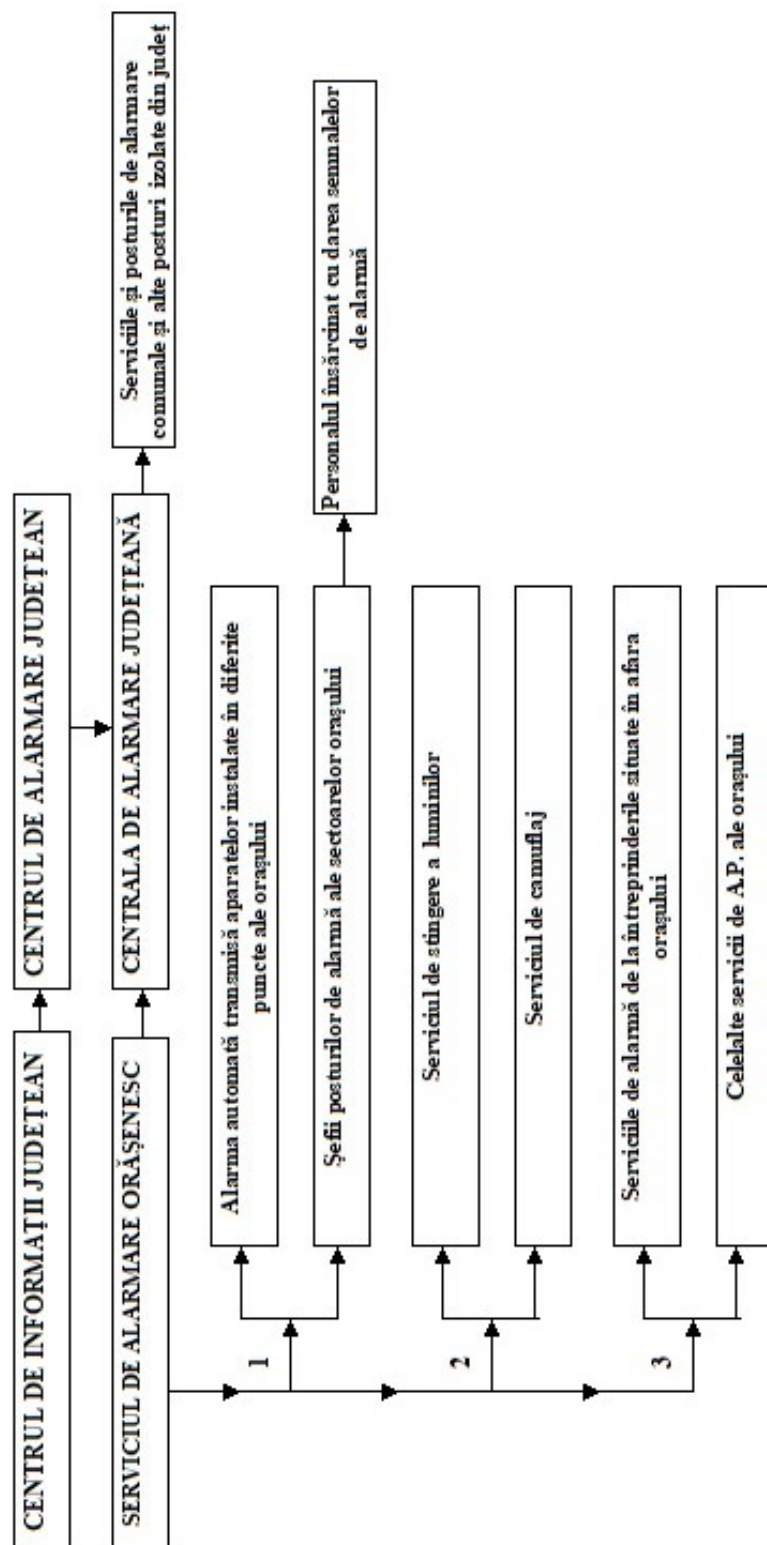 CENTRUL DE INFORMAȚII JUDEȚEAN
CENTRUL DE ALARMARE JUDEȚEAN
SERVICIUL DE ALARMARE ORĂȘENESC
CENTRALA DE ALARMARE JUDEȚEANĂ
Serviciile și posturile de alarmare
comunale și alte posturi izolate din județ
1
Alarma automată transmisă aparatelor instalate în diferite
puncte ale orașului
Șefii posturilor de alarmă ale sectoarelor orașului
Personalul însărcinat cu darea semnalelor
de alarmă
2
Serviciul de stingere a luminilor
Serviciul de camuflaj
3
Serviciile de alarmă de la întreprinderile situate în afara
orașului
Celelalte servicii de A.P. ale orașului